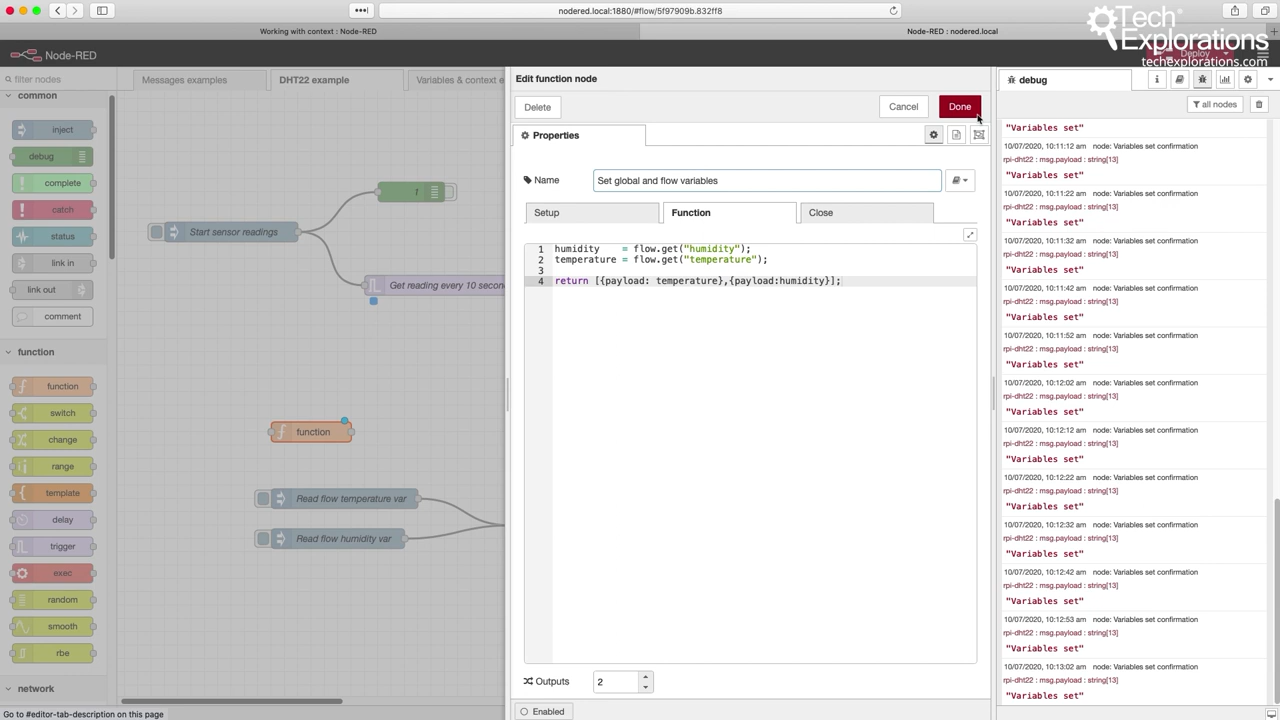 nodered.local:1880/#flow/5f97909b.832ff8
Working with context : Node-RED
Node-RED : nodered.local
Tech
Explorations
techexplorations.com
Node-RED
Deploy
filter nodes
Messages examples
DHT22 example
Variables & context e
common
inject
debug
complete
catch
status
link in
link out
comment
function
function
switch
change
range
template
delay
trigger
exec
random
smooth
rbe
network
Go to #editor-tab-description on this page
Start sensor readings
Get reading every 10 second
function
Read flow temperature var
Read flow humidity var
Edit function node
Delete
Cancel
Done
Properties
Name
Set global and flow variables
Setup
Function
Close
1 humidity    = flow.get("humidity");
2 temperature = flow.get("temperature");
3
4 return [{payload: temperature},{payload:humidity}];
Outputs
2
Enabled
debug
all nodes
"Variables set"
10/07/2020, 10:11:12 am node: Variables set confirmation
rpi-dht22 : msg.payload : string[13]
"Variables set"
10/07/2020, 10:11:22 am node: Variables set confirmation
rpi-dht22 : msg.payload : string[13]
"Variables set"
10/07/2020, 10:11:32 am node: Variables set confirmation
rpi-dht22 : msg.payload : string[13]
"Variables set"
10/07/2020, 10:11:42 am node: Variables set confirmation
rpi-dht22 : msg.payload : string[13]
"Variables set"
10/07/2020, 10:11:52 am node: Variables set confirmation
rpi-dht22 : msg.payload : string[13]
"Variables set"
10/07/2020, 10:12:02 am node: Variables set confirmation
rpi-dht22 : msg.payload : string[13]
"Variables set"
10/07/2020, 10:12:12 am node: Variables set confirmation
rpi-dht22 : msg.payload : string[13]
"Variables set"
10/07/2020, 10:12:22 am node: Variables set confirmation
rpi-dht22 : msg.payload : string[13]
"Variables set"
10/07/2020, 10:12:32 am node: Variables set confirmation
rpi-dht22 : msg.payload : string[13]
"Variables set"
10/07/2020, 10:12:42 am node: Variables set confirmation
rpi-dht22 : msg.payload : string[13]
"Variables set"
10/07/2020, 10:12:53 am node: Variables set confirmation
rpi-dht22 : msg.payload : string[13]
"Variables set"
10/07/2020, 10:13:02 am node: Variables set confirmation
rpi-dht22 : msg.payload : string[13]
"Variables set"